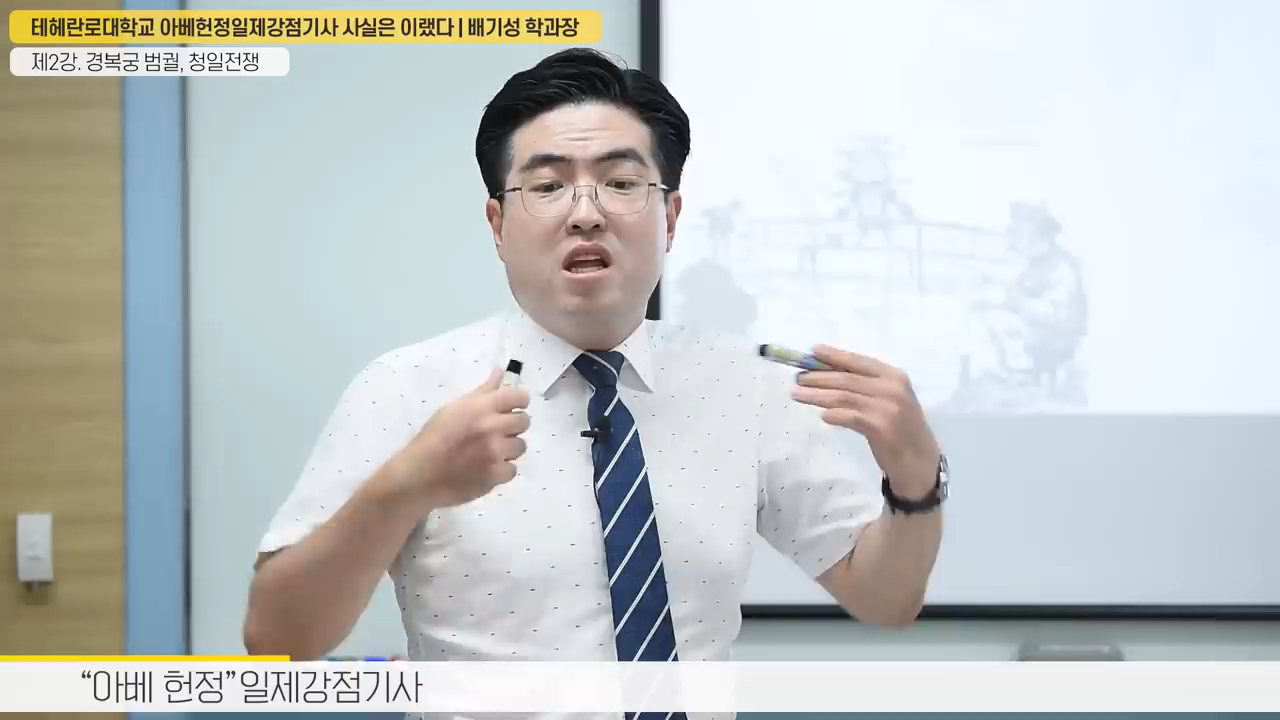 테헤란로대학교 아베헌정일제강점기사 사실은 이랬다 | 배기성 학과장
제2강. 경복궁 범궐, 청일전쟁
“아베 헌정”일제강점기사